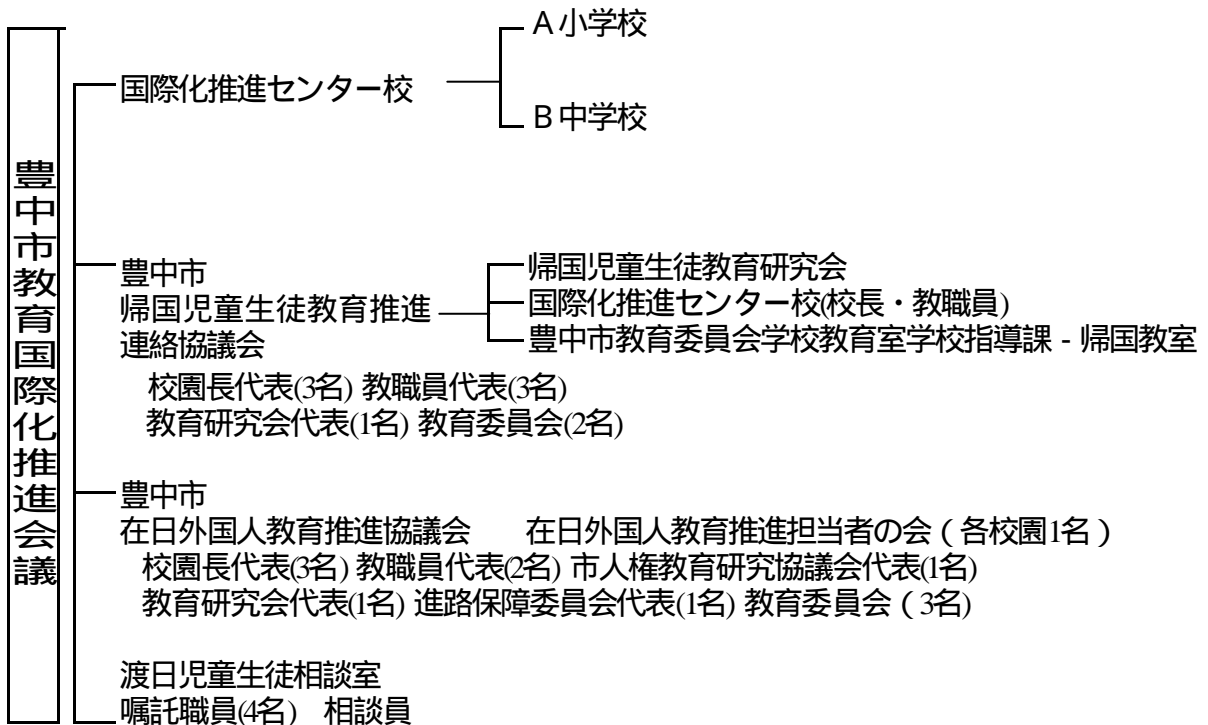 豊中市教育国際化推進会議
国際化推進センター校
A小学校
B中学校
豊中市
帰国児童生徒教育推進
連絡協議会
帰国児童生徒教育研究会
国際化推進センター校(校長・教職員)
豊中市教育委員会学校教育室学校指導課 - 帰国教室
校園長代表(3名) 教職員代表(3名)
教育研究会代表(1名) 教育委員会(2名)
豊中市
在日外国人教育推進協議会　　在日外国人教育推進担当者の会（各校園1名）
校園長代表(3名) 教職員代表(2名) 市人権教育研究協議会代表(1名)
教育研究会代表(1名) 進路保障委員会代表(1名) 教育委員会（3名）
渡日児童生徒相談室
嘱託職員(4名)　相談員